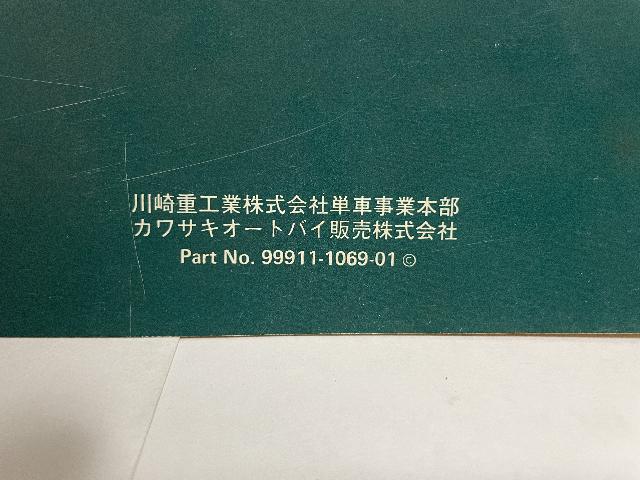 川崎重工業株式会社単車事業本部
カワサキオートバイ販売株式会社
Part No. 99911-1069-01 ©